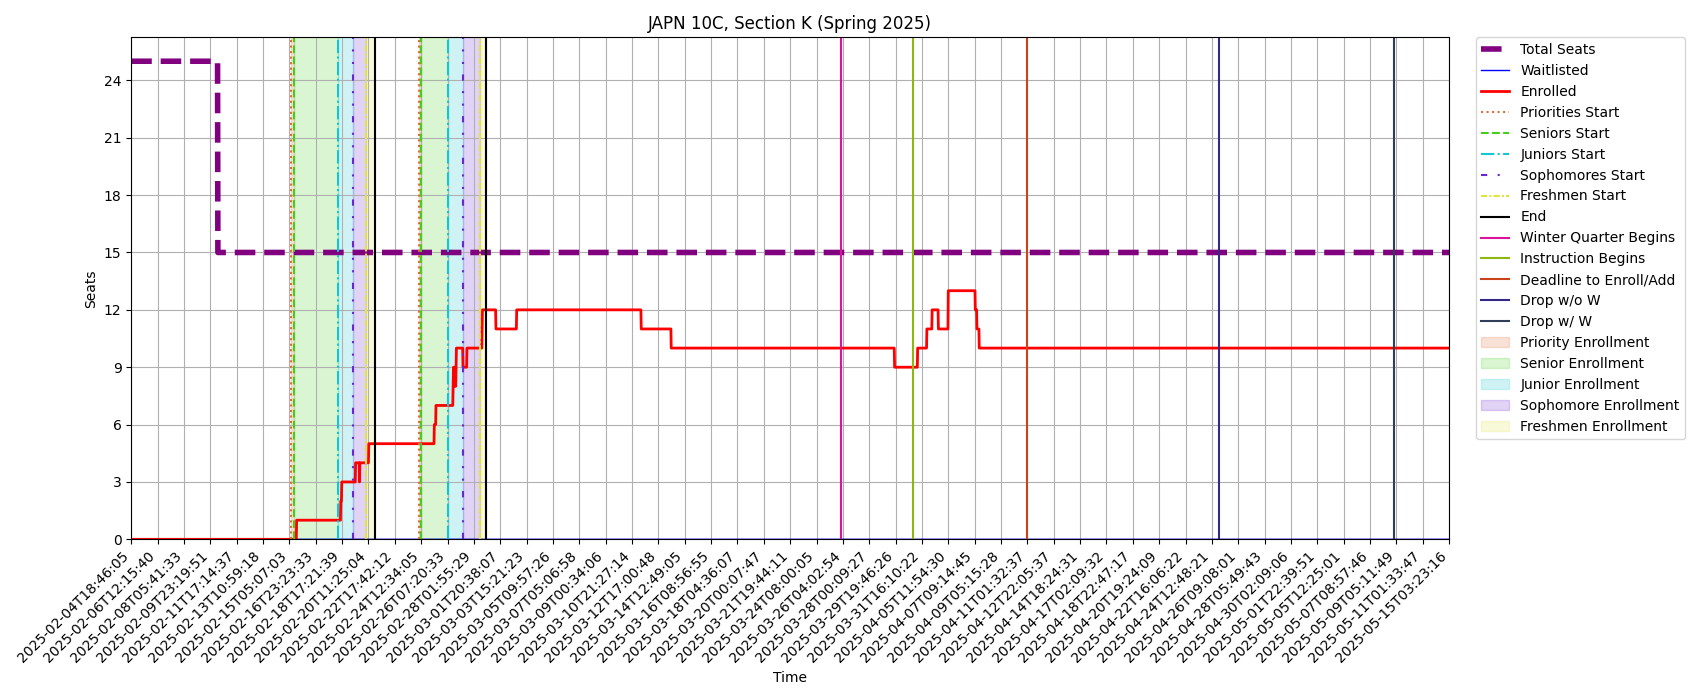 JAPN 10C, Section K (Spring 2025)
Seats
24
21
18
15
12
9
6
3
0
2025-02-04T18:46:05
2025-02-06T12:15:40
2025-02-08T05:41:33
2025-02-09T23:19:51
2025-02-11T17:14:37
2025-02-13T10:59:18
2025-02-15T05:07:03
2025-02-16T23:23:33
2025-02-18T17:21:39
2025-02-20T11:25:04
2025-02-22T17:42:12
2025-02-24T12:34:05
2025-02-26T07:20:33
2025-02-28T01:55:29
2025-03-01T20:38:07
2025-03-03T15:21:23
2025-03-05T09:57:26
2025-03-07T05:06:58
2025-03-09T00:34:06
2025-03-10T21:27:14
2025-03-12T17:00:48
2025-03-14T12:49:05
2025-03-16T08:56:55
2025-03-18T04:36:07
2025-03-20T00:07:47
2025-03-21T19:44:11
2025-03-24T08:00:05
2025-03-26T04:02:54
2025-03-28T00:09:27
2025-03-29T19:46:26
2025-03-31T16:10:22
2025-04-05T11:54:30
2025-04-07T09:14:45
2025-04-09T05:15:28
2025-04-11T01:32:37
2025-04-12T22:05:37
2025-04-14T18:24:31
2025-04-17T02:09:32
2025-04-18T22:47:17
2025-04-20T19:24:09
2025-04-22T16:06:22
2025-04-24T12:48:21
2025-04-26T09:08:01
2025-04-28T05:49:43
2025-04-30T02:09:06
2025-05-01T22:39:51
2025-05-05T12:25:01
2025-05-07T08:57:46
2025-05-09T05:11:49
2025-05-11T01:33:47
2025-05-15T03:23:16
Time
Total Seats
Waitlisted
Enrolled
Priorities Start
Seniors Start
Juniors Start
Sophomores Start
Freshmen Start
End
Winter Quarter Begins
Instruction Begins
Deadline to Enroll/Add
Drop w/o W
Drop w/ W
Priority Enrollment
Senior Enrollment
Junior Enrollment
Sophomore Enrollment
Freshmen Enrollment